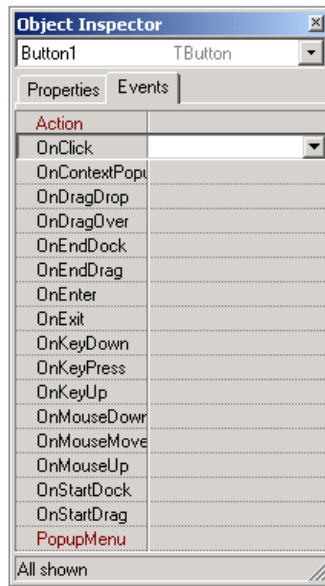 Object Inspector
Button1 TButton
Properties Events
Action
OnClick
OnContextPopu
OnDragDrop
OnDragOver
OnEndDock
OnEndDrag
OnEnter
OnExit
OnKeyDown
OnKeyPress
OnKeyUp
OnMouseDown
OnMouseMove
OnMouseUp
OnStartDock
OnStartDrag
PopupMenu
All shown